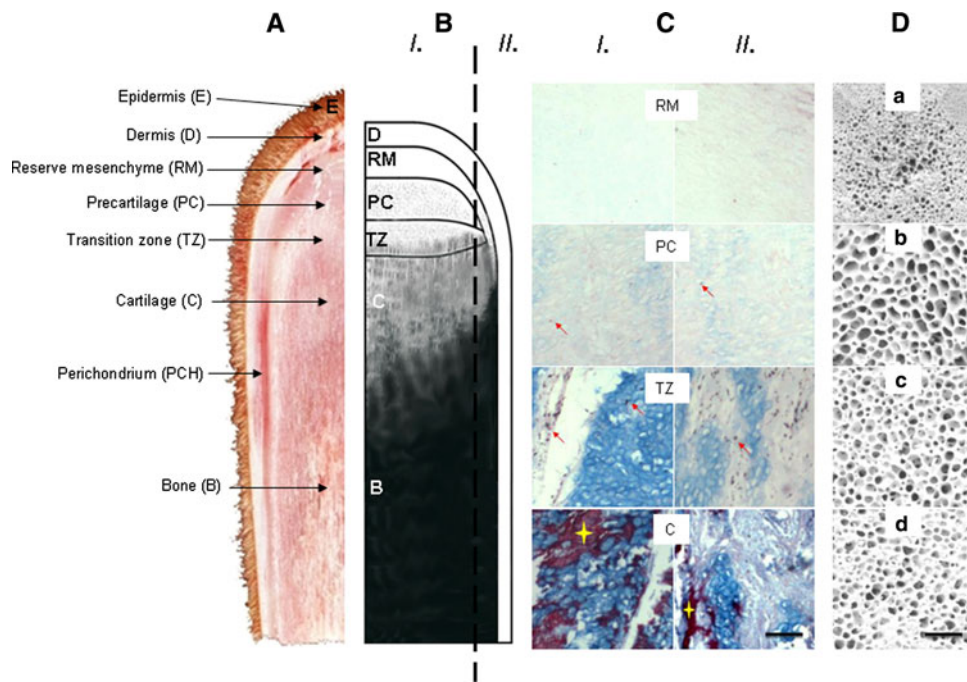 A B C D
I. II. I. II.
Epidermis (E)
Dermis (D)
Reserve mesenchyme (RM)
Precartilage (PC)
Transition zone (TZ)
Cartilage (C)
Perichondrium (PCH)
Bone (B)
E
D
RM
PC
TZ
C
B
RM
PC
TZ
C
a
b
c
d